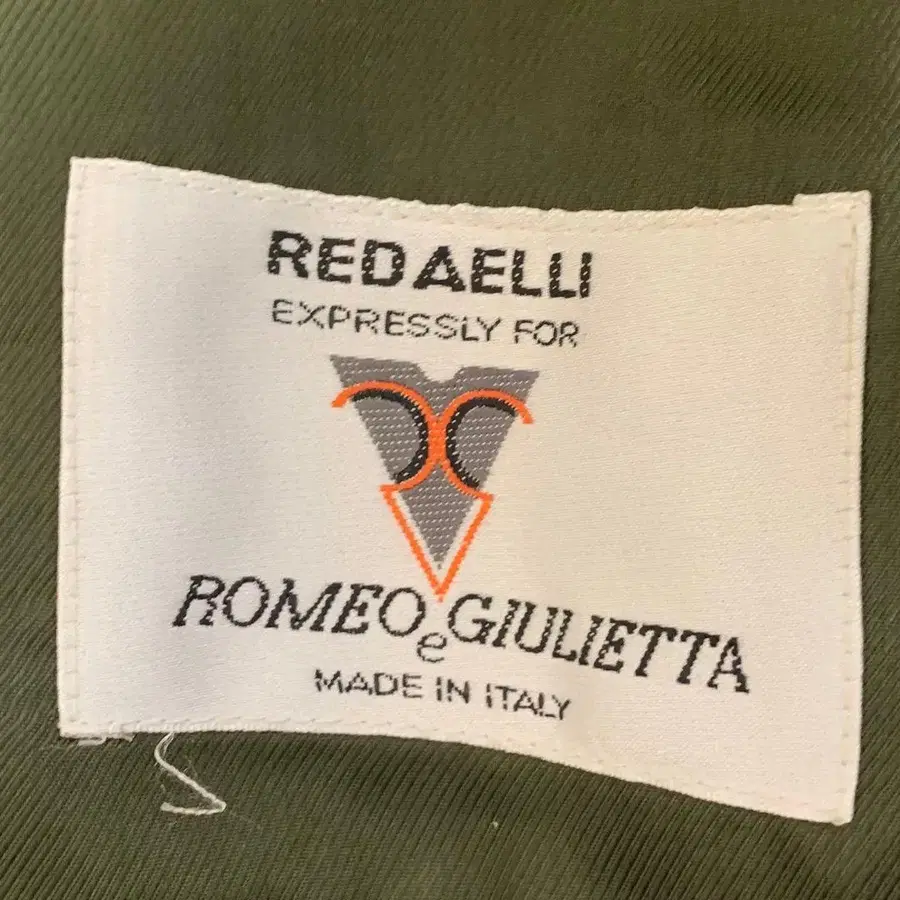 REDAELLI
EXPRESSLY FOR
ROMEO e GIULIETTA
MADE IN ITALY